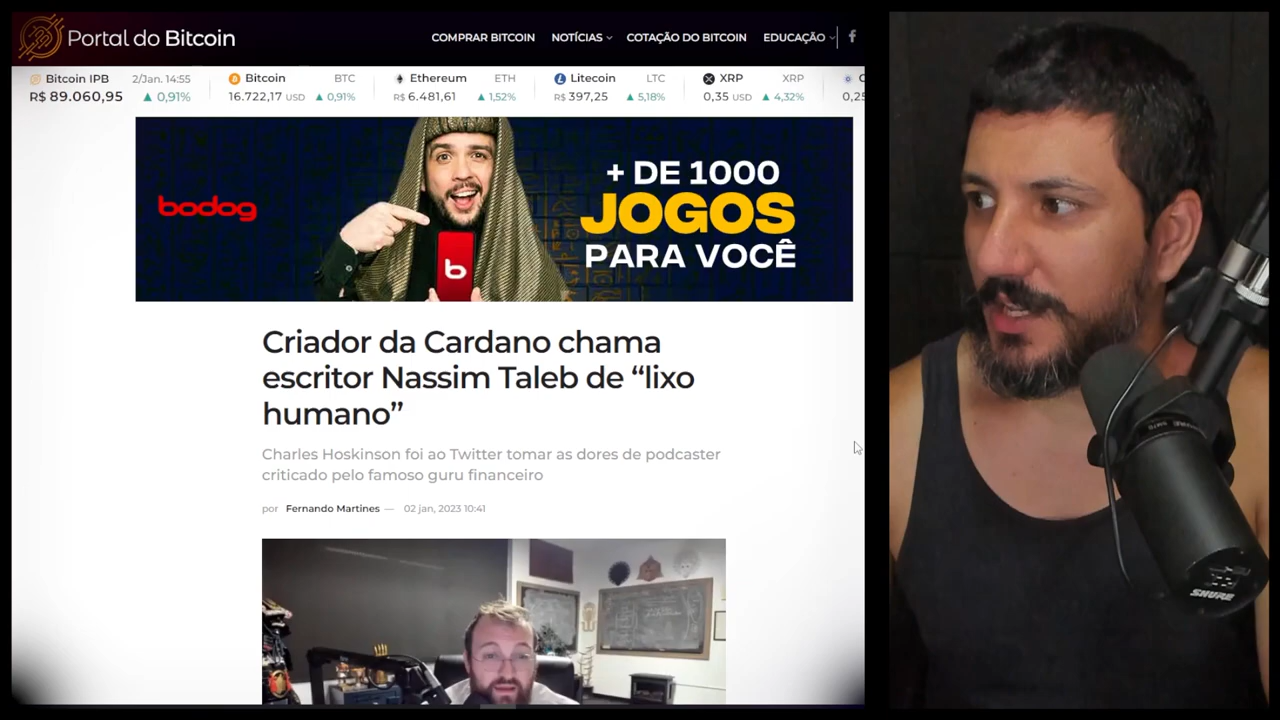 Portal do Bitcoin
COMPRAR BITCOIN NOTÍCIAS COTAÇÃO DO BITCOIN EDUCAÇÃO
Bitcoin IPB 2/Jan. 14:55 Bitcoin BTC Ethereum ETH Litecoin LTC XRP XRP
R$ 89.060,95 ▲ 0,91% 16.722,17 USD ▲ 0,91% R$ 6.481,61 ▲ 1,52% R$ 397,25 ▲ 5,18% 0,35 USD ▲ 4,32%
bodog
b
+ DE 1000
JOGOS
PARA VOCÊ
Criador da Cardano chama
escritor Nassim Taleb de “lixo
humano”
Charles Hoskinson foi ao Twitter tomar as dores de podcaster
criticado pelo famoso guru financeiro
por Fernando Martines — 02 jan, 2023 10:41
SHURE